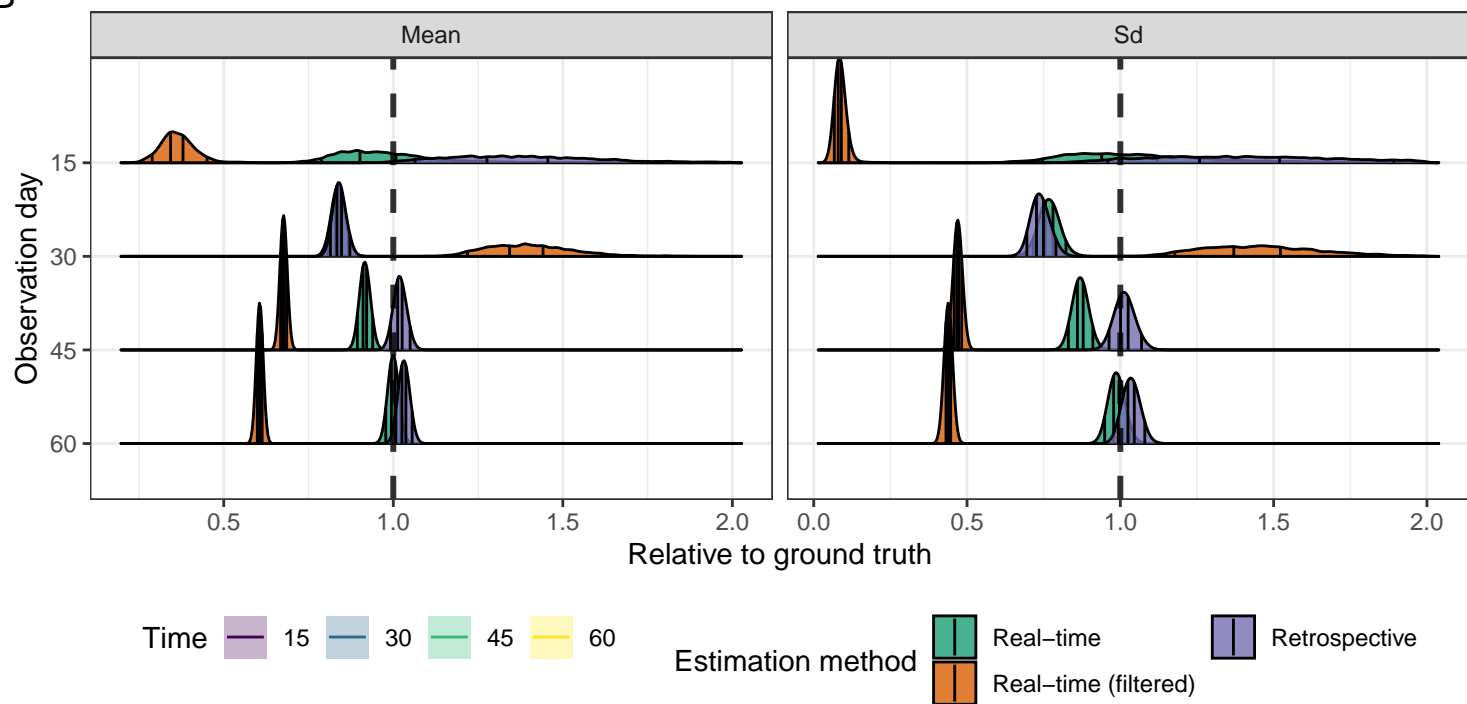 Mean Sd
15
30
45
60
Observation day
0.5 1.0 1.5 2.0 0.0 0.5 1.0 1.5 2.0
Relative to ground truth
Time 15 30 45 60
Estimation method
Real−time Retrospective
Real−time (filtered)